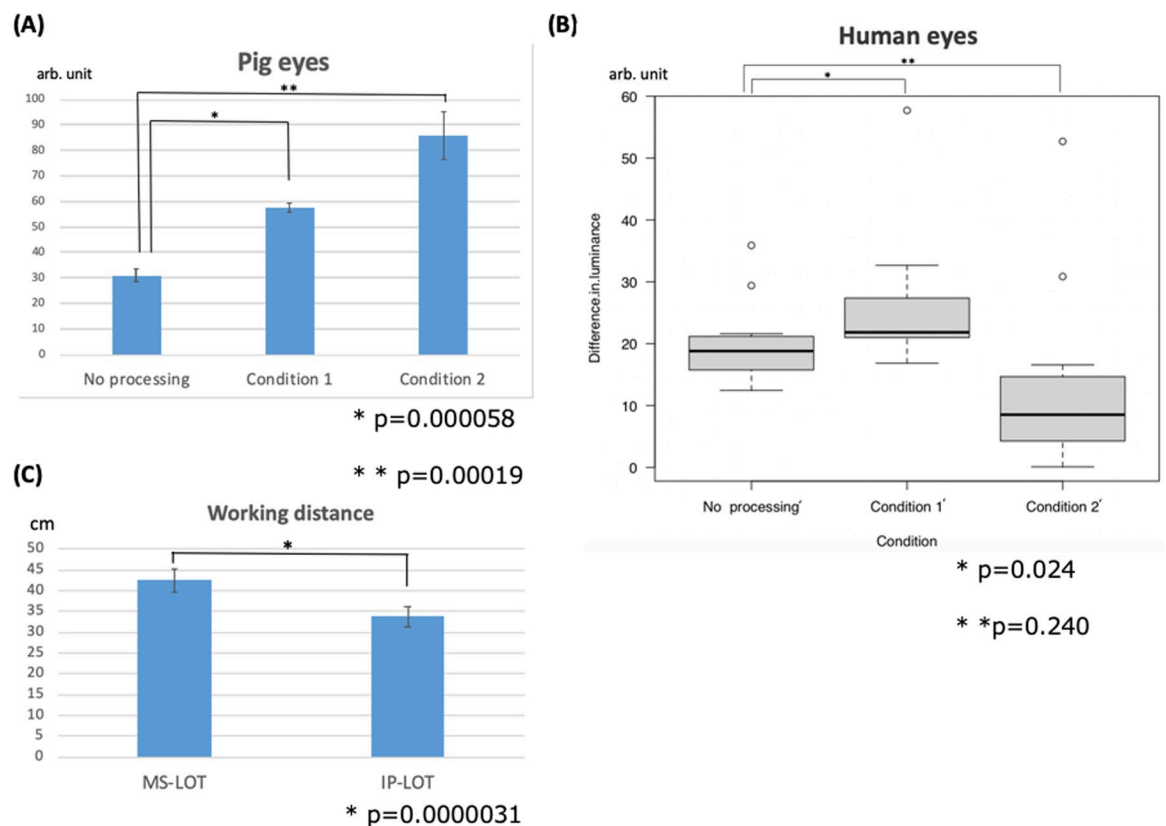 (A)
Pig eyes
arb. unit
**
*
100
90
80
70
60
50
40
30
20
10
0
No processing Condition 1 Condition 2
* p=0.000058
* * p=0.00019
(B)
Human eyes
arb. unit
**
*
60
50
40
30
20
10
0
Difference.in.luminance
No processing′ Condition 1′ Condition 2′
Condition
* p=0.024
* *p=0.240
(C)
Working distance
cm
*
50
45
40
35
30
25
20
15
10
5
0
MS-LOT IP-LOT
* p=0.0000031